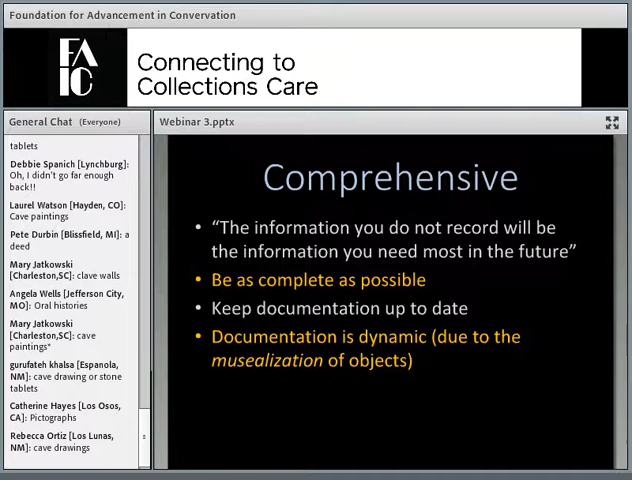 Foundation for Advancement in Convervation
FA
IC
Connecting to
Collections Care
General Chat (Everyone)
tablets
Debbie Spanich [Lynchburg]:
Oh, I didn't go far enough
back!!
Laurel Watson [Hayden, CO]:
Cave paintings
Pete Durbin [Blissfield, MI]: a
deed
Mary Jatkowski
[Charleston,SC]: clave walls
Angela Wells [Jefferson City,
MO]: Oral histories
Mary Jatkowski
[Charleston,SC]: cave
paintings*
gurufateh khalsa [Espanola,
NM]: cave drawing or stone
tablets
Catherine Hayes [Los Osos,
CA]: Pictographs
Rebecca Ortiz [Los Lunas,
NM]: cave drawings
Webinar 3.pptx
Comprehensive
• “The information you do not record will be
the information you need most in the future”
• Be as complete as possible
• Keep documentation up to date
• Documentation is dynamic (due to the
musealization of objects)